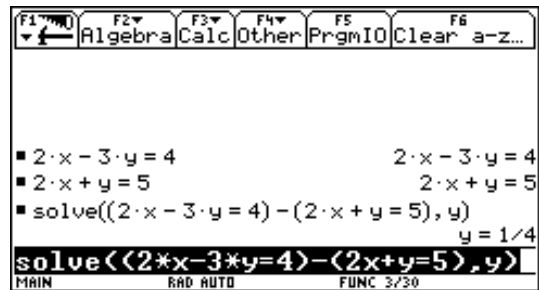 F1 F2 Algebra F3 Calc F4 Other F5 PrgmIO F6 Clear a-z...
2·x - 3·y = 4 2·x - 3·y = 4
2·x + y = 5 2·x + y = 5
solve((2·x - 3·y = 4) - (2·x + y = 5), y)
y = 1/4
solve((2*x-3*y=4)-(2x+y=5),y)
MAIN RAD AUTO FUNC 3/30